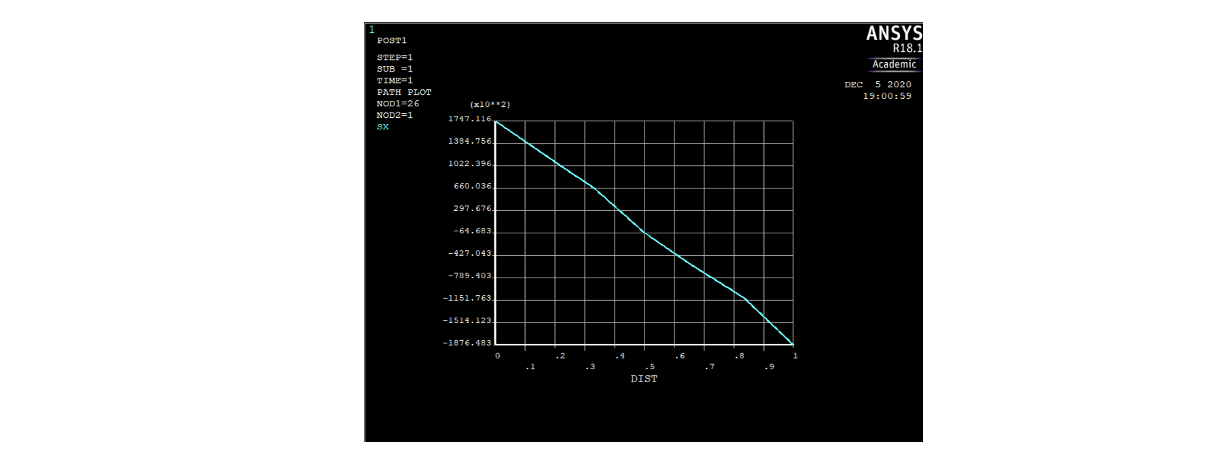 1
POST1
STEP=1
SUB =1
TIME=1
PATH PLOT
NOD1=26
NOD2=1
SX
ANSYS
R18.1
Academic
DEC  5 2020
19:00:59
(x10**2)
1747.116
1384.756
1022.396
660.036
297.676
-64.683
-427.043
-789.403
-1151.763
-1514.123
-1876.483
0 .2 .4 .6 .8 1
.1 .3 .5 .7 .9
DIST